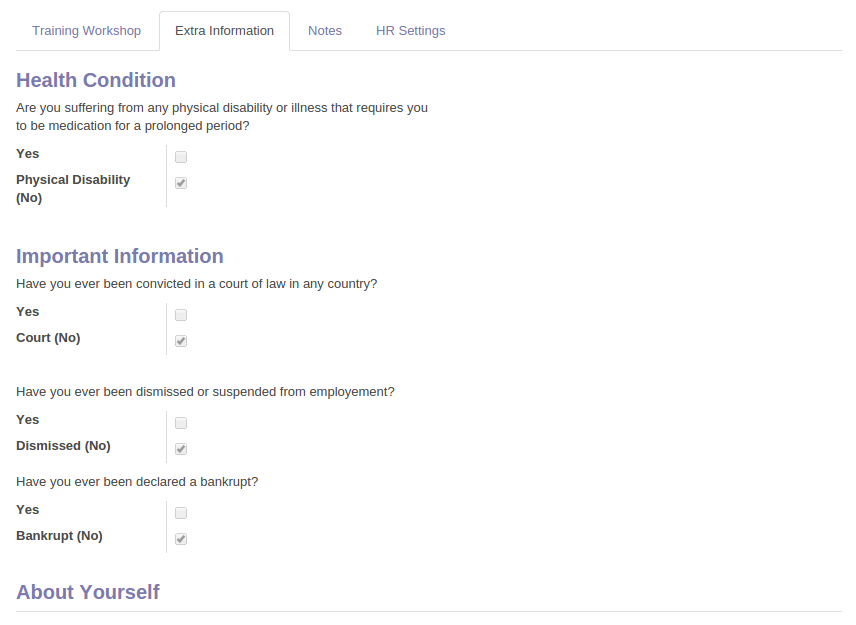 Training Workshop Extra Information Notes HR Settings
Health Condition
Are you suffering from any physical disability or illness that requires you
to be medication for a prolonged period?
Yes
Physical Disability
(No)
Important Information
Have you ever been convicted in a court of law in any country?
Yes
Court (No)
Have you ever been dismissed or suspended from employement?
Yes
Dismissed (No)
Have you ever been declared a bankrupt?
Yes
Bankrupt (No)
About Yourself